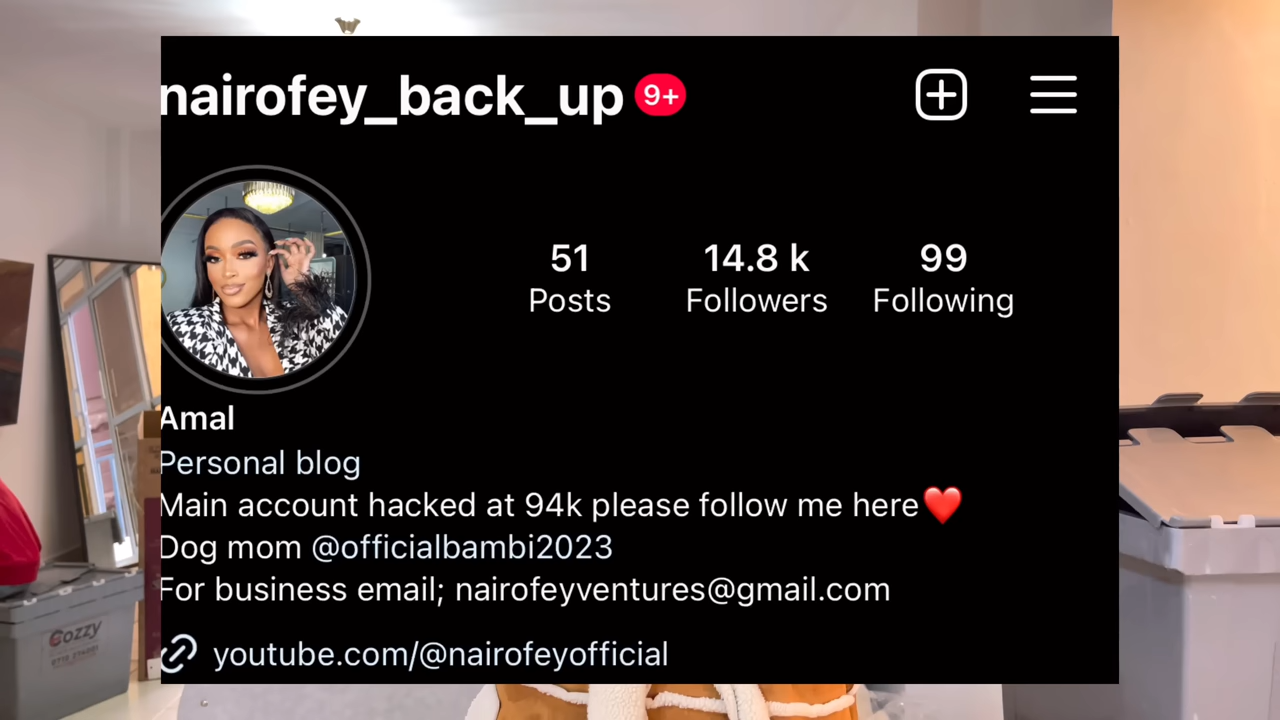 nairofey_back_up 9+
51 14.8 k 99
Posts Followers Following
Amal
Personal blog
Main account hacked at 94k please follow me here❤️
Dog mom @officialbambi2023
For business email; nairofeyventures@gmail.com
youtube.com/@nairofeyofficial
Cozzy